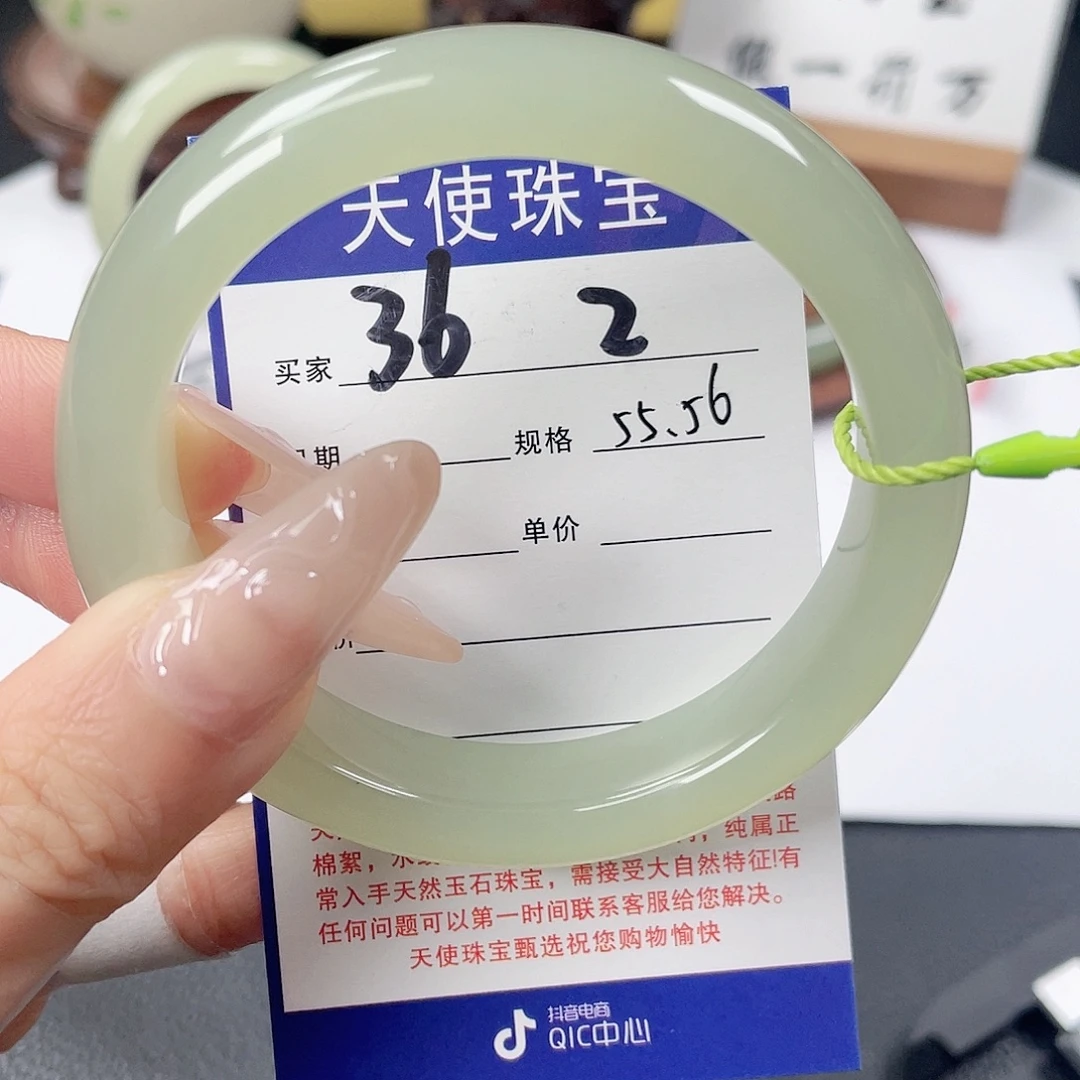 一
万
天使珠宝
买家 36 2
期 规格 55.56
单价
路
纯属正
棉絮，
常入手天然玉石珠宝，需接受大自然特征!有
任何问题可以第一时间联系客服给您解决。
天使珠宝甄选祝您购物愉快
抖音电商
QIC中心